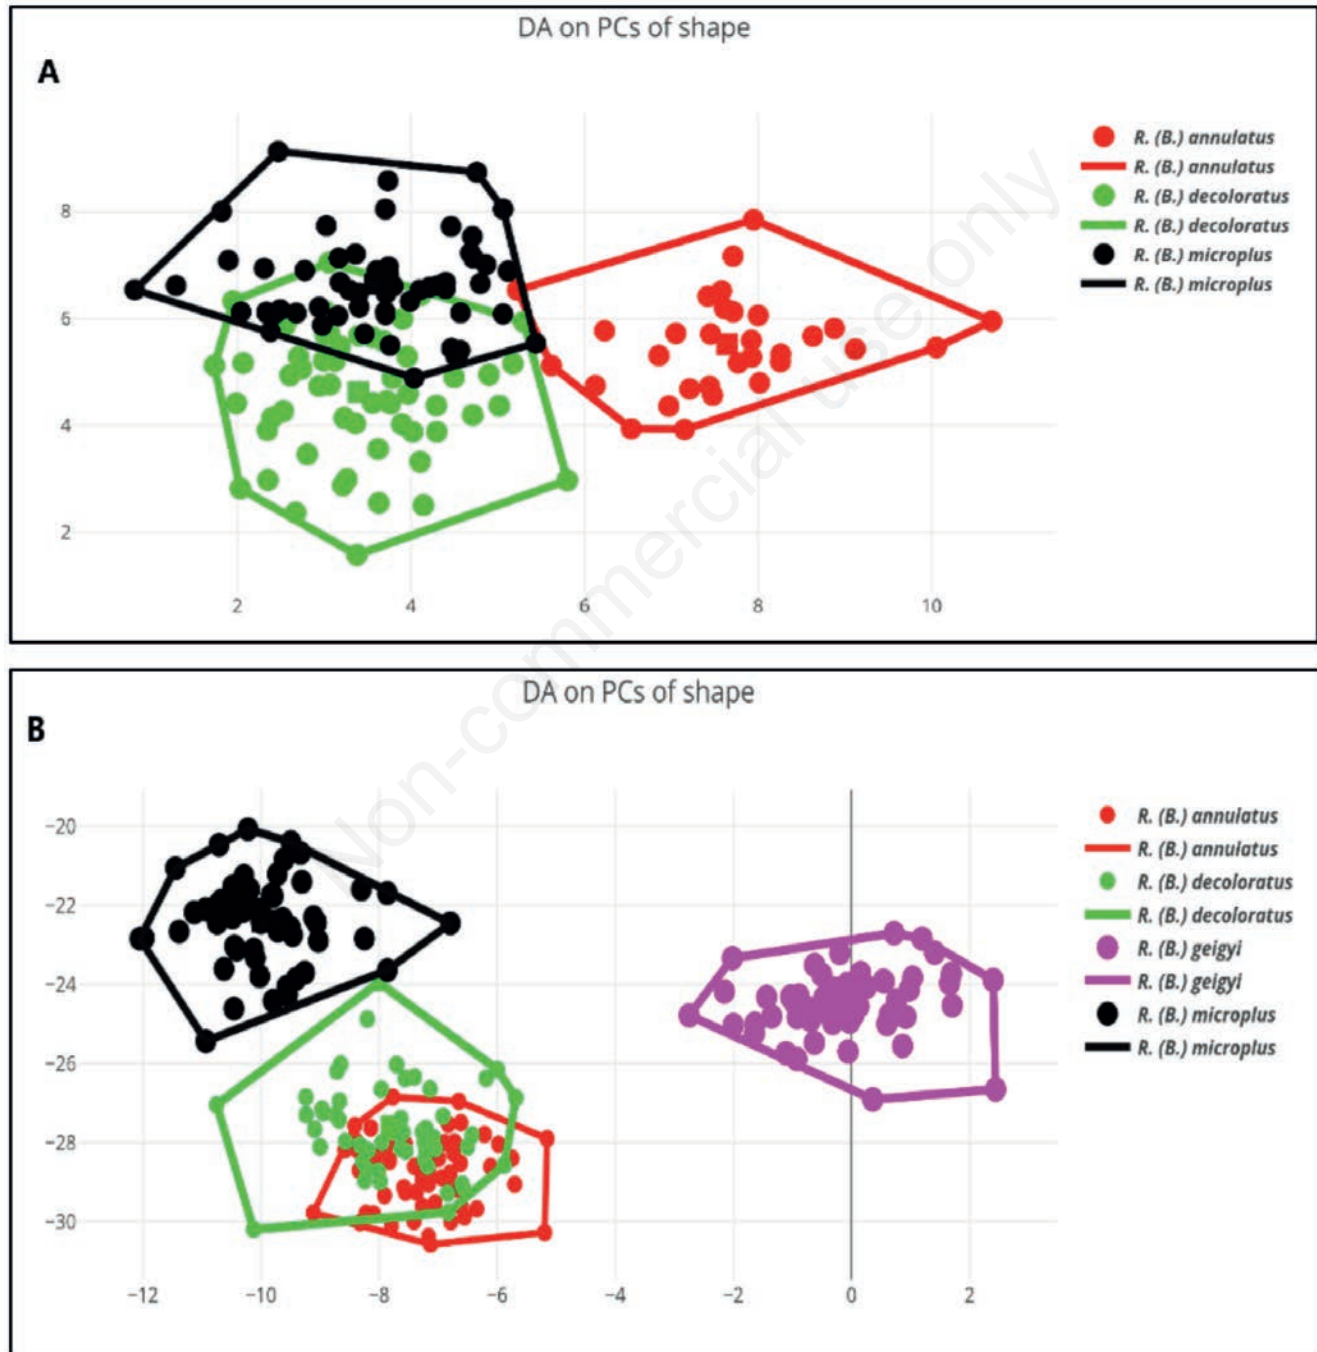 DA on PCs of shape
A
R. (B.) annulatus
R. (B.) annulatus
R. (B.) decoloratus
R. (B.) decoloratus
R. (B.) microplus
R. (B.) microplus
8
6
4
2
2 4 6 8 10
Non-commercial use only
DA on PCs of shape
B
R. (B.) annulatus
R. (B.) annulatus
R. (B.) decoloratus
R. (B.) decoloratus
R. (B.) geigyi
R. (B.) geigyi
R. (B.) microplus
R. (B.) microplus
−20
−22
−24
−26
−28
−30
−12 −10 −8 −6 −4 −2 0 2